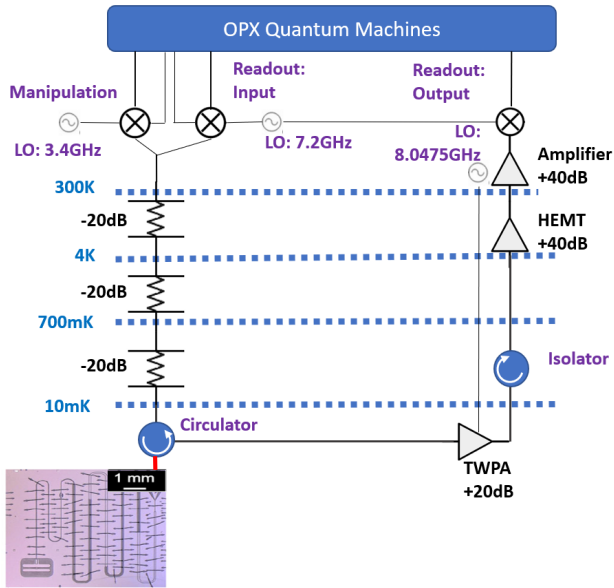 OPX Quantum Machines
Manipulation
Readout:
Input
Readout:
Output
LO: 3.4GHz
LO: 7.2GHz
LO:
8.0475GHz
Amplifier
+40dB
300K
-20dB
HEMT
+40dB
4K
-20dB
700mK
-20dB
Isolator
10mK
Circulator
TWPA
+20dB
1 mm